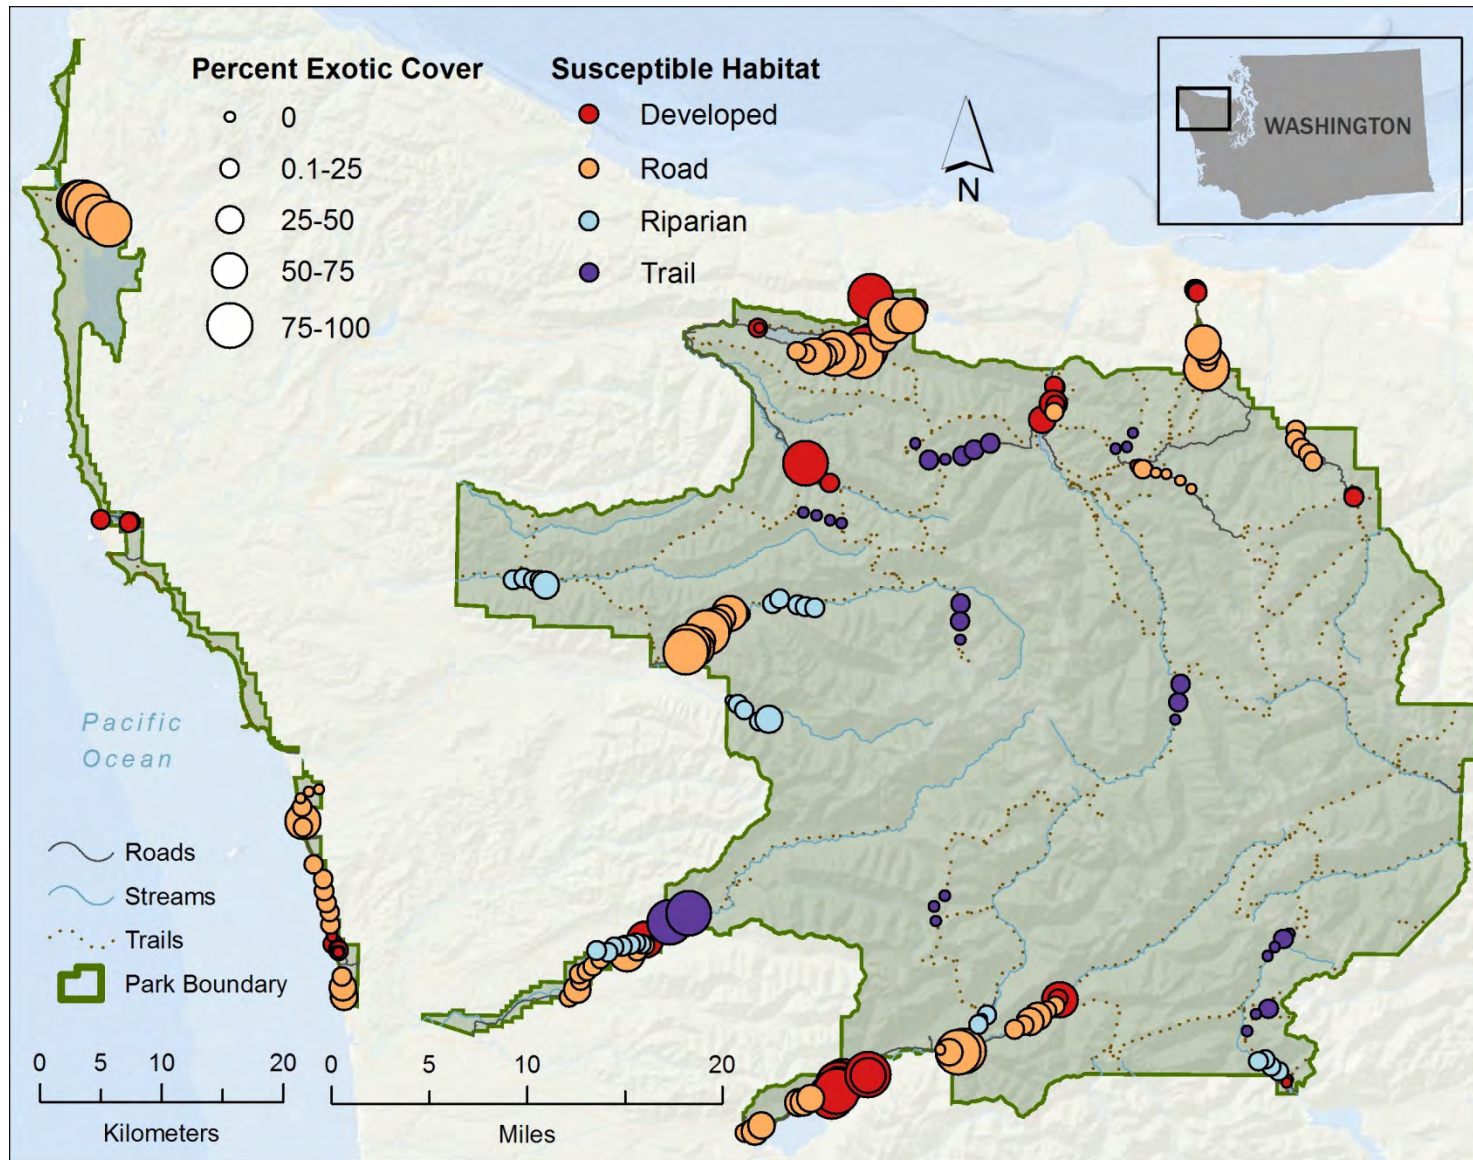 Percent Exotic Cover
0
0.1-25
25-50
50-75
75-100
Susceptible Habitat
Developed
Road
Riparian
Trail
N
WASHINGTON
Pacific
Ocean
Roads
Streams
Trails
Park Boundary
0 5 10 20
Kilometers
0 5 10 20
Miles